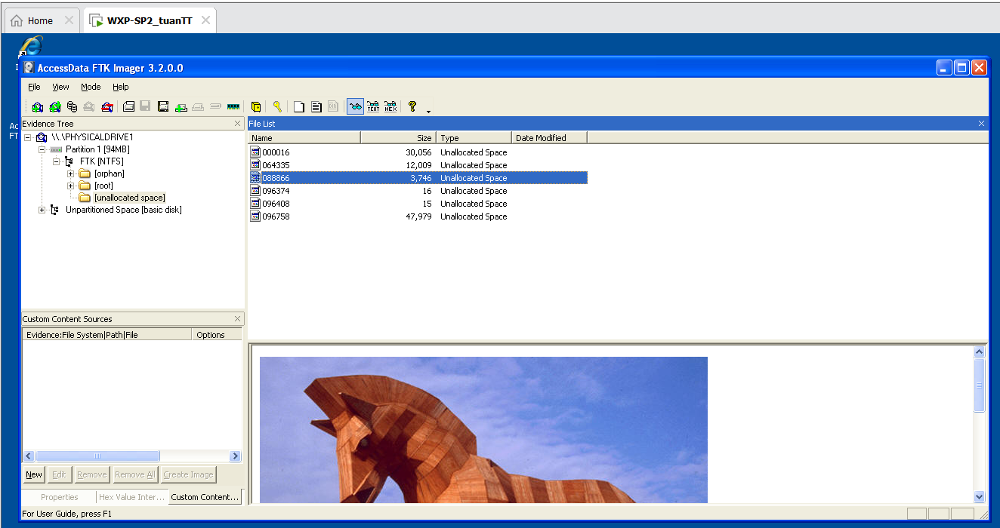 Home
WXP-SP2_tuanTT
AccessData FTK Imager 3.2.0.0
File View Mode Help
TEXT HEX
Evidence Tree
\\.\PHYSICALDRIVE1
Partition 1 [94MB]
FTK [NTFS]
[orphan]
[root]
[unallocated space]
Unpartitioned Space [basic disk]
File List
Name Size Type Date Modified
000016 30,056 Unallocated Space
064335 12,009 Unallocated Space
088866 3,746 Unallocated Space
096374 16 Unallocated Space
096408 15 Unallocated Space
096758 47,979 Unallocated Space
Custom Content Sources
Evidence:File System|Path|File Options
New Edit Remove Remove All Create Image
Properties Hex Value Inter... Custom Content...
For User Guide, press F1